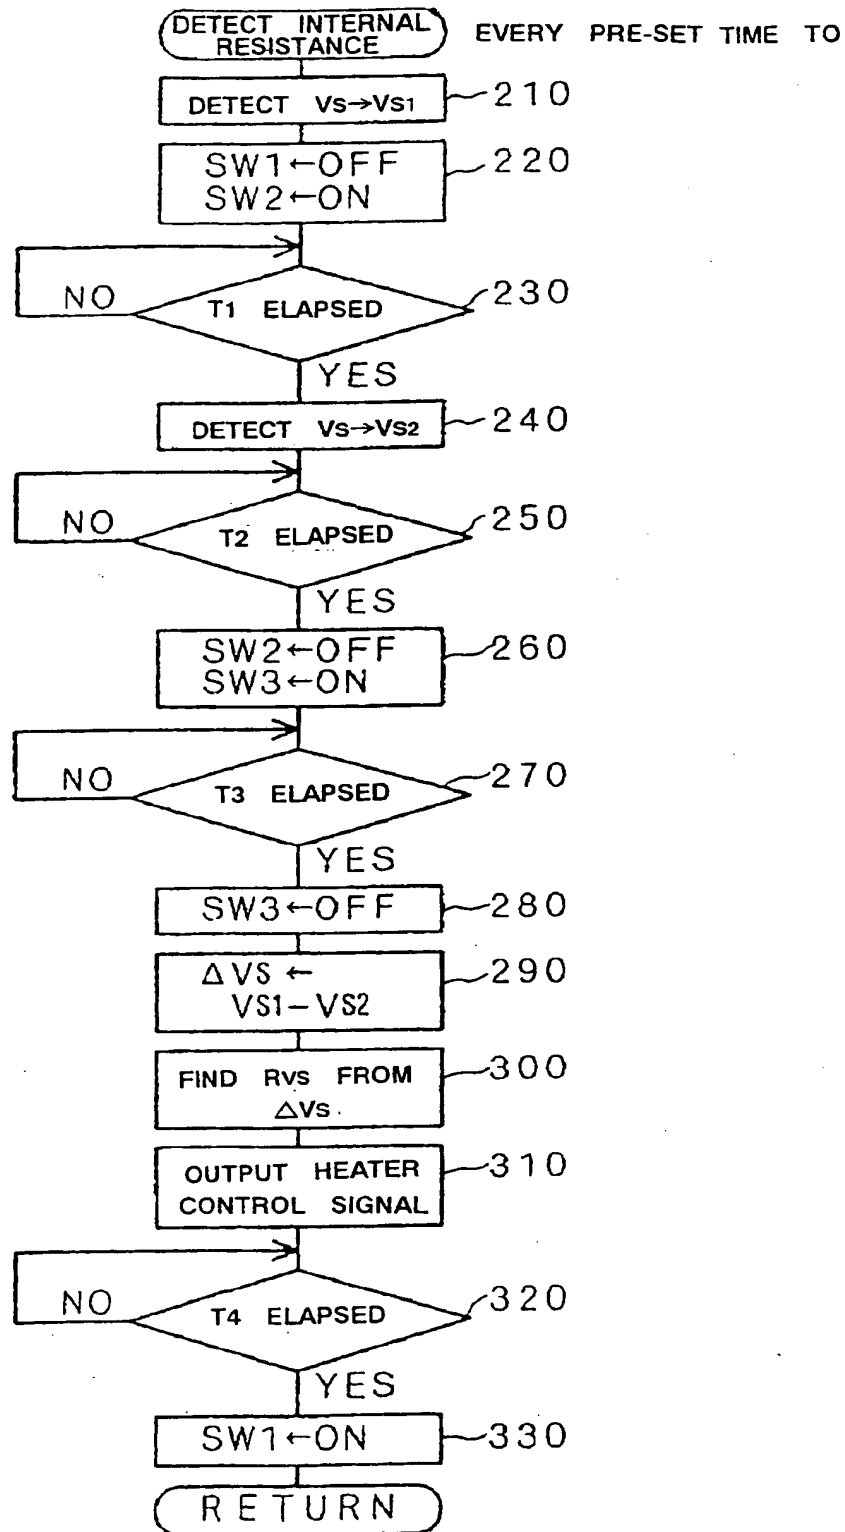 DETECT INTERNAL RESISTANCE
EVERY PRE-SET TIME TO
DETECT Vs→Vs1
210
SW1←OFF
SW2←ON
220
NO
T1 ELAPSED
230
YES
DETECT Vs→Vs2
240
NO
T2 ELAPSED
250
YES
SW2←OFF
SW3←ON
260
NO
T3 ELAPSED
270
YES
SW3←OFF
280
ΔVS ←
VS1−VS2
290
FIND RVS FROM
ΔVs
300
OUTPUT HEATER
CONTROL SIGNAL
310
NO
T4 ELAPSED
320
YES
SW1←ON
330
RETURN